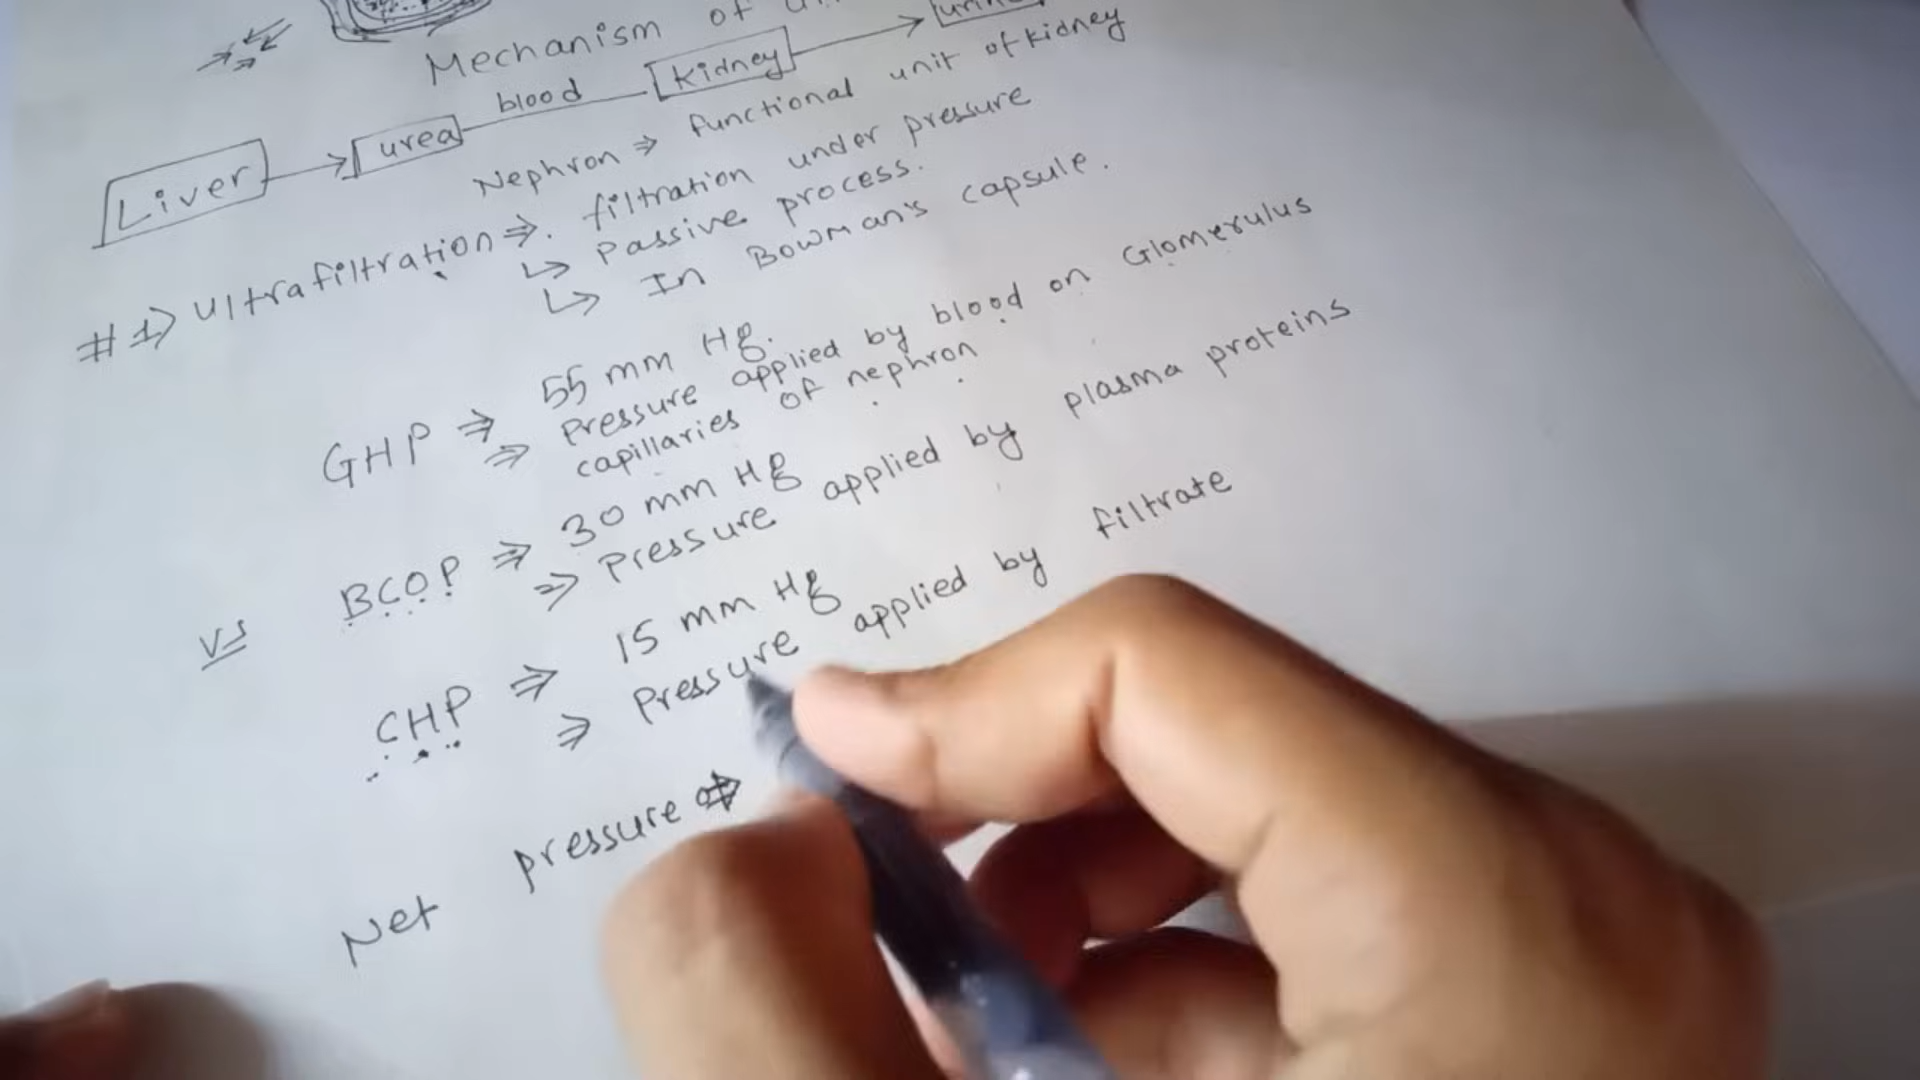 Mechanism of
Liver → urea blood kidney →
Nephron ⇒ functional unit of kidney
# 1) Ultrafiltration ⇒. filtration under pressure
↳ Passive process.
↳ In Bowman's capsule.
GHP ⇒ 55 mm Hg.
⇒ Pressure applied by blood on Glomerulus
capillaries of nephron
BCOP ⇒ 30 mm Hg
⇒ Pressure applied by plasma proteins
VS
CHP ⇒ 15 mm Hg
⇒ Pressure applied by filtrate
Net pressure ⇒